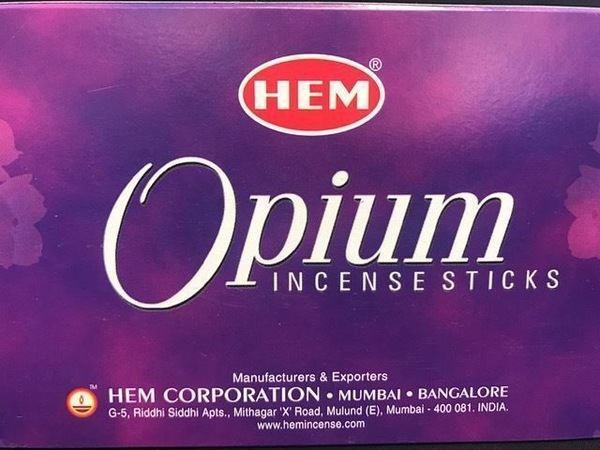 HEM®
Opium
INCENSE STICKS
Manufacturers & Exporters
TM
HEM CORPORATION • MUMBAI • BANGALORE
G-5, Riddhi Siddhi Apts., Mithagar 'X' Road, Mulund (E), Mumbai - 400 081. INDIA.
www.hemincense.com